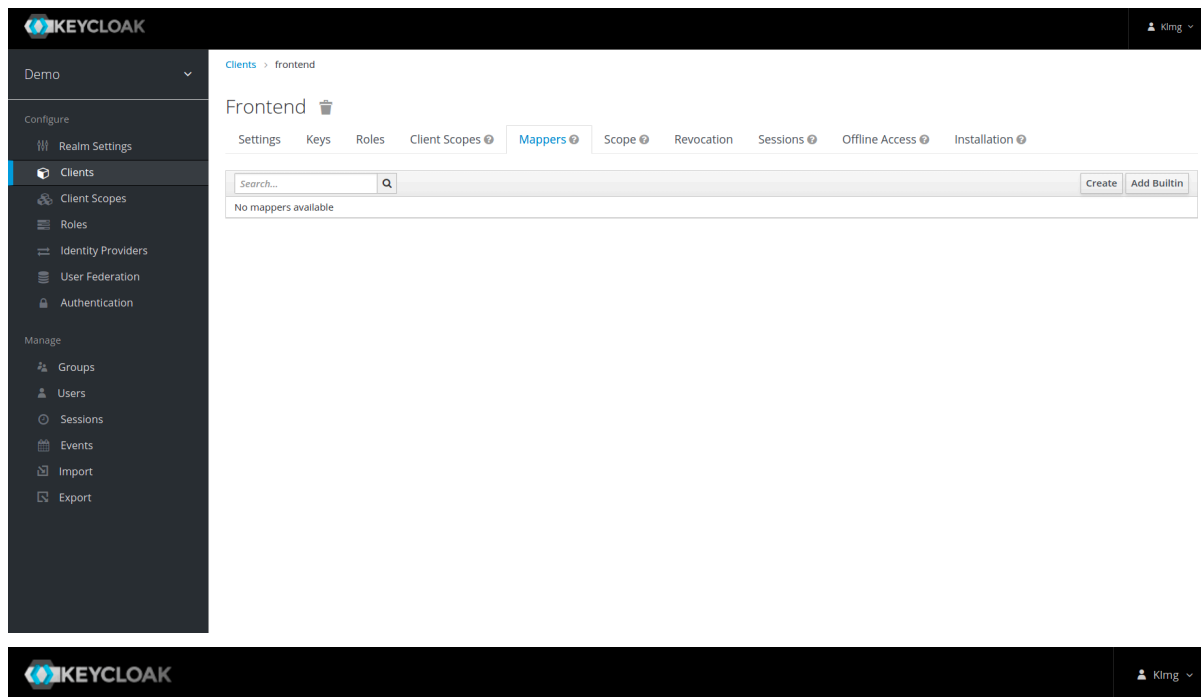 KEYCLOAK
Klmg
Demo
Clients > frontend
Frontend
Configure
Settings Keys Roles Client Scopes Mappers Scope Revocation Sessions Offline Access Installation
Realm Settings
Clients
Search...
Create Add Builtin
Client Scopes
No mappers available
Roles
Identity Providers
User Federation
Authentication
Manage
Groups
Users
Sessions
Events
Import
Export
KEYCLOAK
Klmg